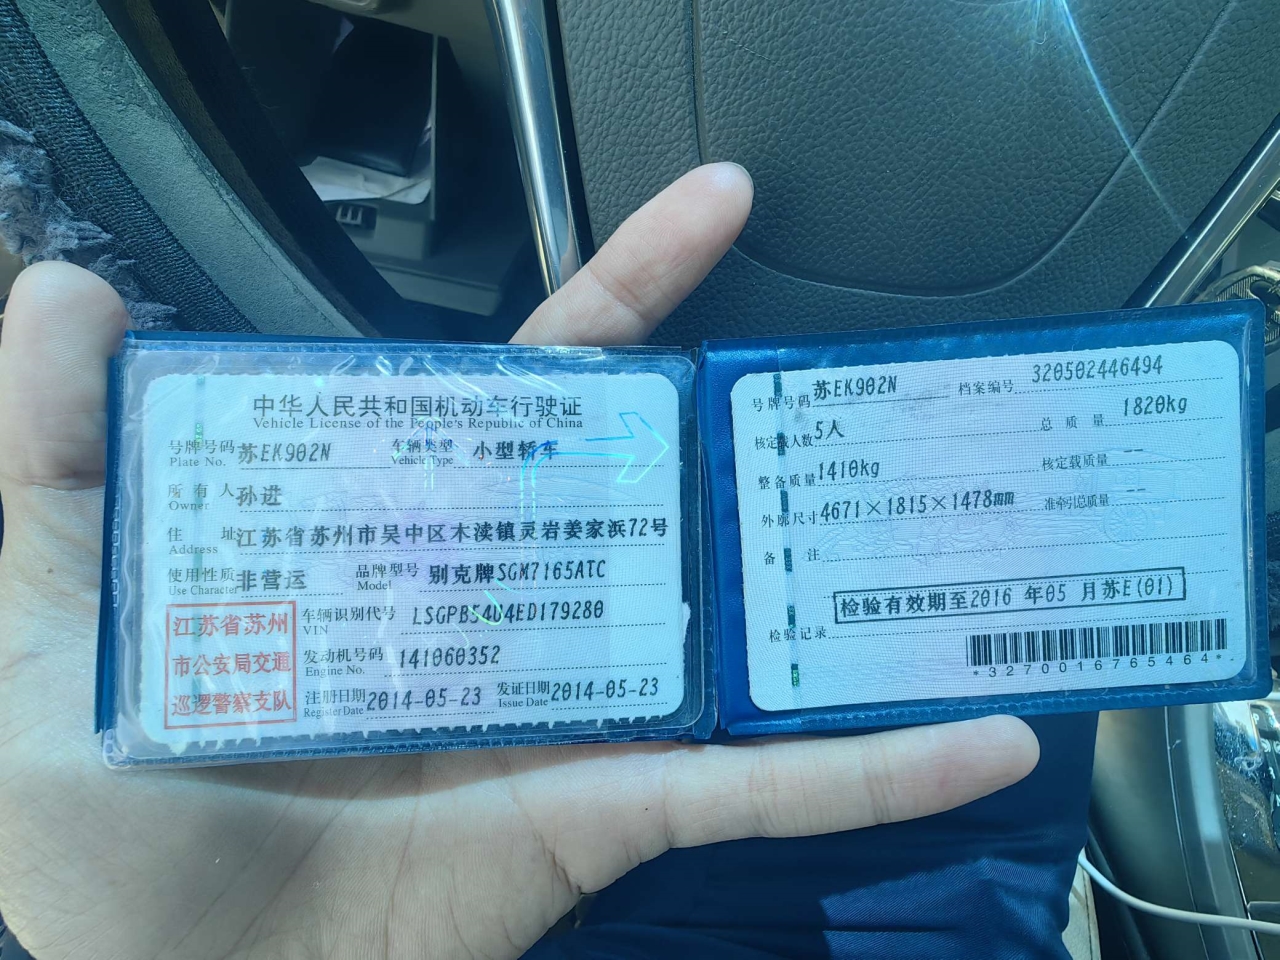 中华人民共和国机动车行驶证
Vehicle License of the People's Republic of China
号牌号码 苏EK902N 车辆类型 小型轿车
Plate No. Vehicle Type
所有人 孙进
Owner
住址 江苏省苏州市吴中区木渎镇灵岩姜家浜72号
Address
使用性质 非营运 品牌型号 别克牌SGM7165ATC
Use Character Model
江苏省苏州
市公安局交通
巡逻警察支队
车辆识别代号 LSGPB54U4ED179280
VIN
发动机号码 141060352
Engine No.
注册日期 2014-05-23 发证日期 2014-05-23
Register Date Issue Date
号牌号码 苏EK902N 档案编号 320502446494
核定载人数 5人 总质量 1820kg
整备质量 1410kg 核定载质量 --
外廓尺寸 4671×1815×1478mm 准牵引总质量 --
备注
检验有效期至2016年05月苏E(01)
检验记录
*3270016765464*